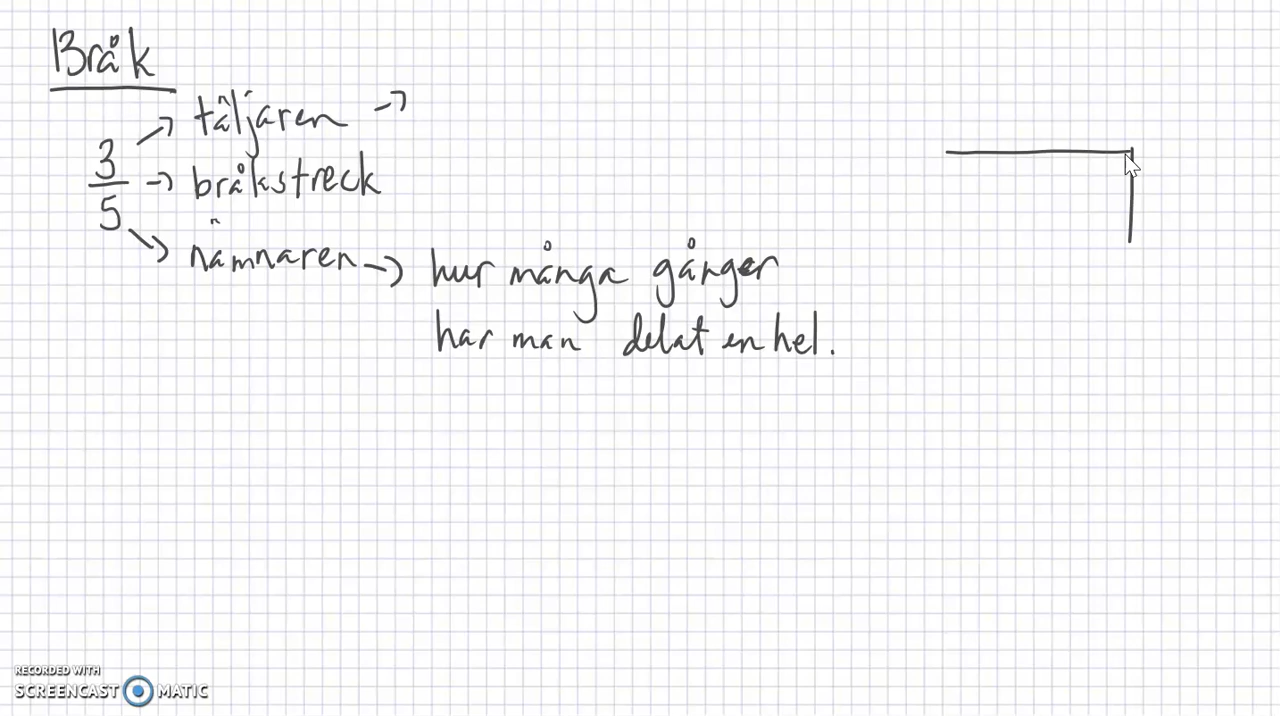 Bråk
täljaren →
3/5 → bråkstreck
nämnaren → hur många gånger
har man delat en hel.
RECORDED WITH
SCREENCAST MATIC